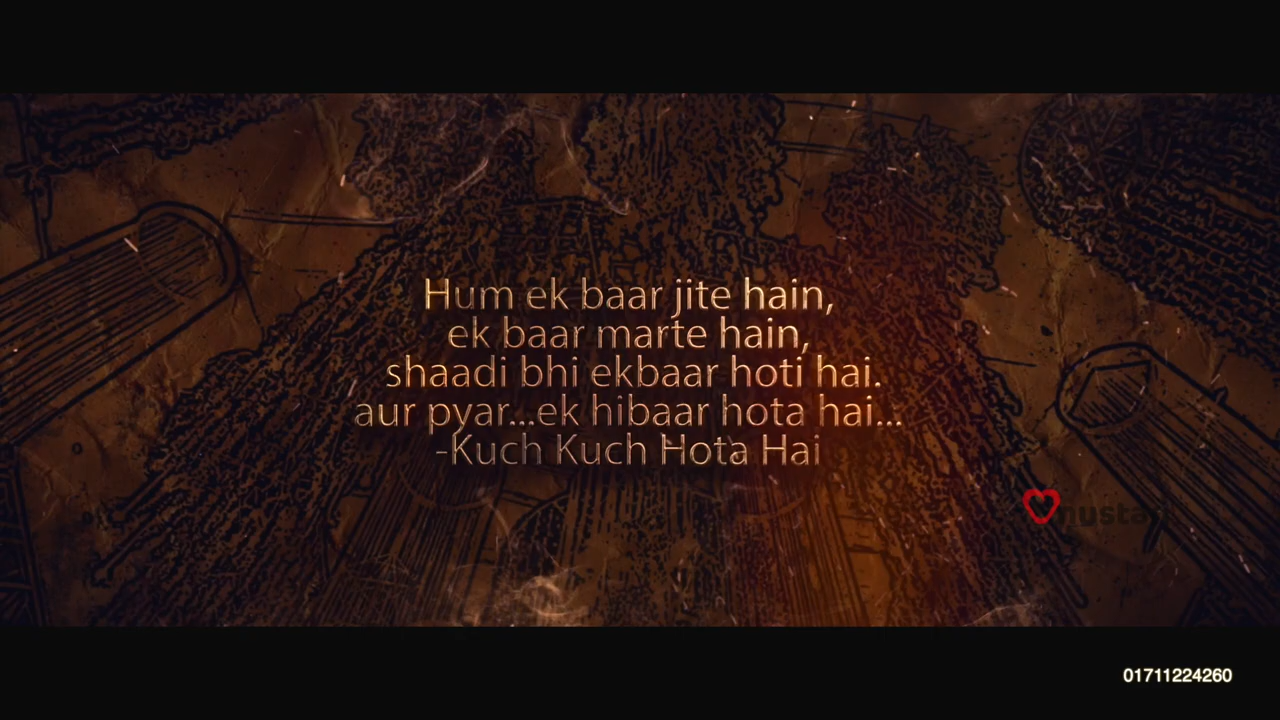 Hum ek baar jite hain,
ek baar marte hain,
shaadi bhi ekbaar hoti hai.
aur pyar...ek hibaar hota hai...
-Kuch Kuch Hota Hai
01711224260